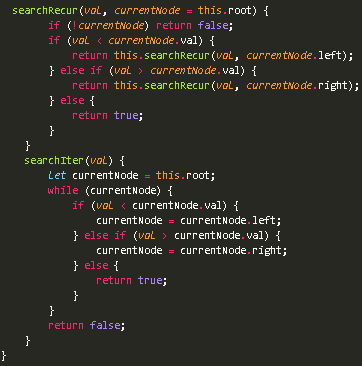 searchRecur(val, currentNode = this.root) {
if (!currentNode) return false;
if (val < currentNode.val) {
return this.searchRecur(val, currentNode.left);
} else if (val > currentNode.val) {
return this.searchRecur(val, currentNode.right);
} else {
return true;
}
}
searchIter(val) {
let currentNode = this.root;
while (currentNode) {
if (val < currentNode.val) {
currentNode = currentNode.left;
} else if (val > currentNode.val) {
currentNode = currentNode.right;
} else {
return true;
}
}
return false;
}
}